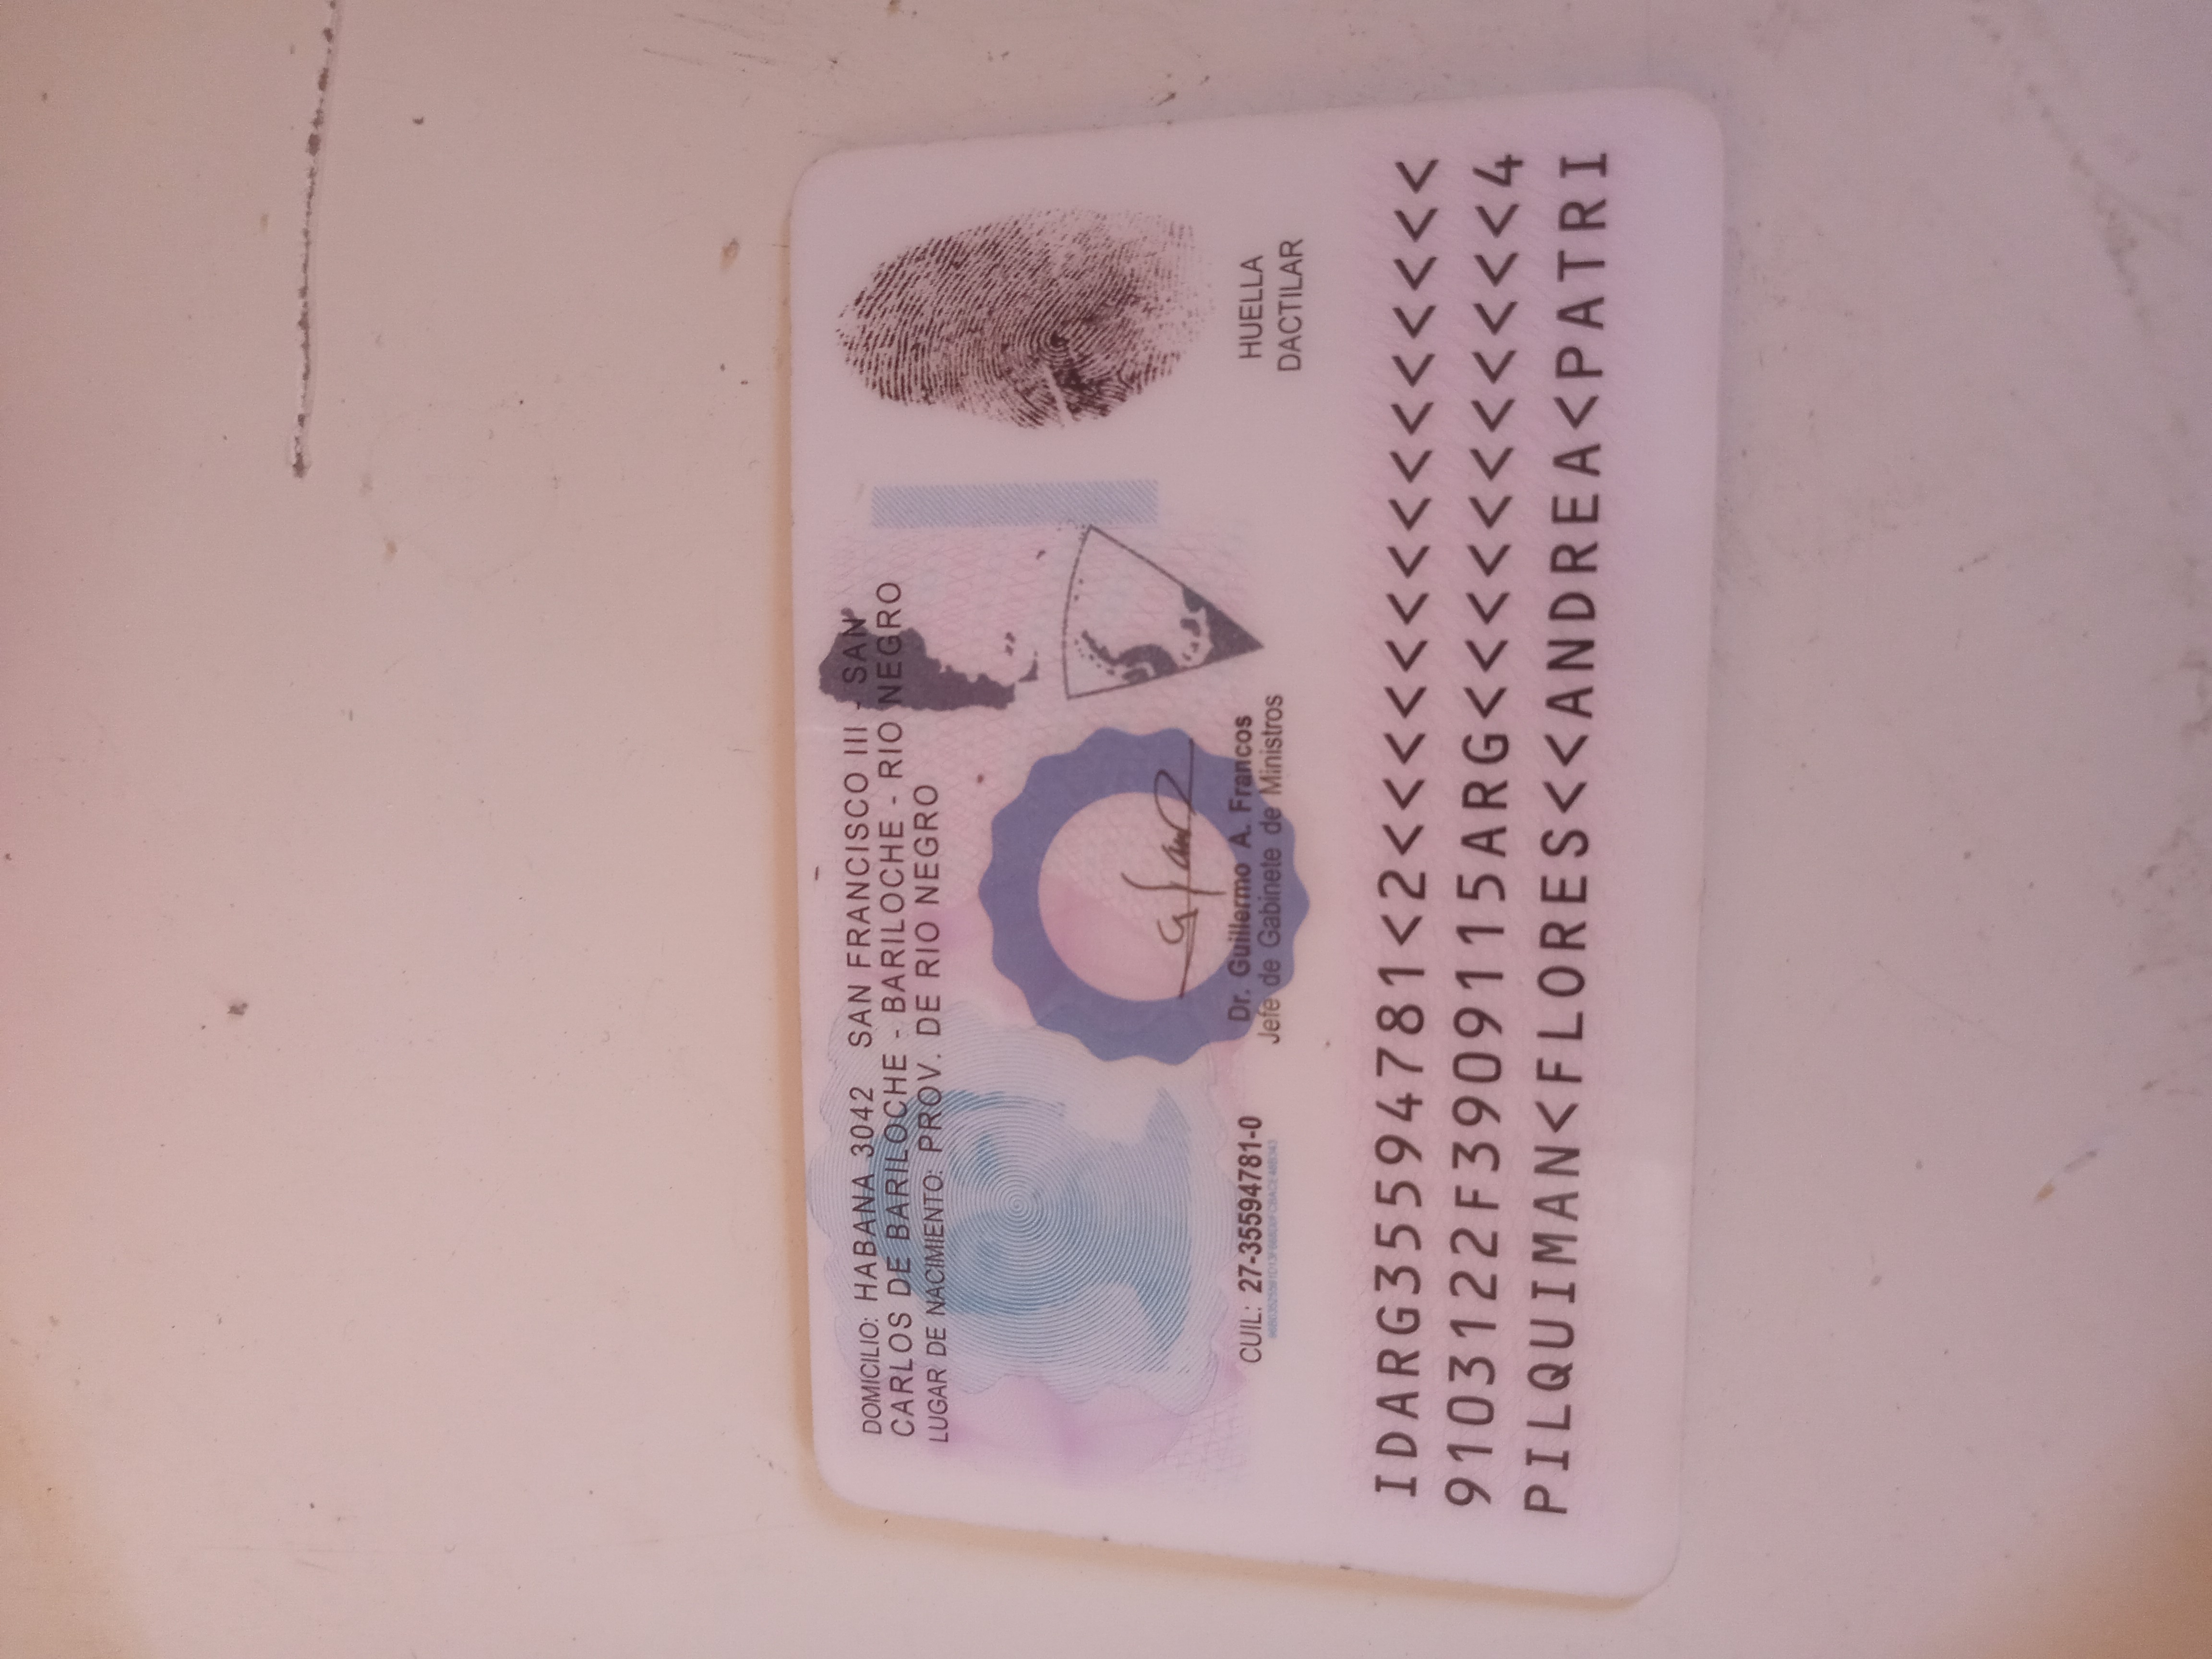 DOMICILIO: HABANA 3042 SAN FRANCISCO III - SAN
CARLOS DE BARILOCHE - BARILOCHE - RIO NEGRO
LUGAR DE NACIMIENTO: PROV. DE RIO NEGRO
CUIL: 27-35594781-0
Dr. Guillermo A. Francos
Jefe de Gabinete de Ministros
HUELLA
DACTILAR
IDARG35594781<2<<<<<<<<<<<<<<<
9103122F3909115ARG<<<<<<<<<<<4
PILQUIMAN<FLORES<<ANDREA<PATRI